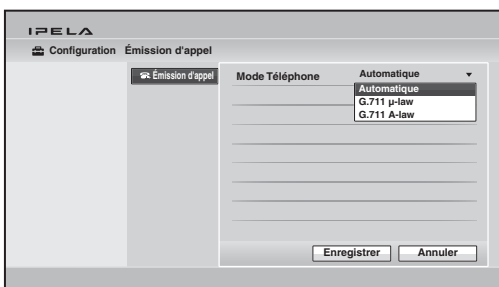 IPELA
Configuration Émission d'appel
Émission d'appel
Mode Téléphone Automatique
Automatique
G.711 µ-law
G.711 A-law
Enregistrer Annuler